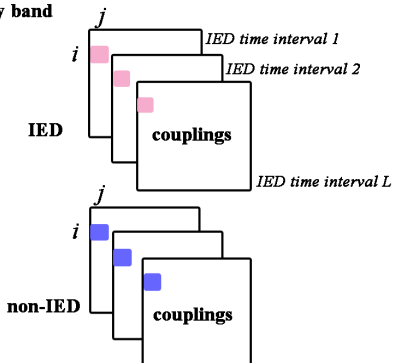 y band
j
IED time interval 1
i
IED time interval 2
IED
couplings
IED time interval L
j
i
non-IED
couplings